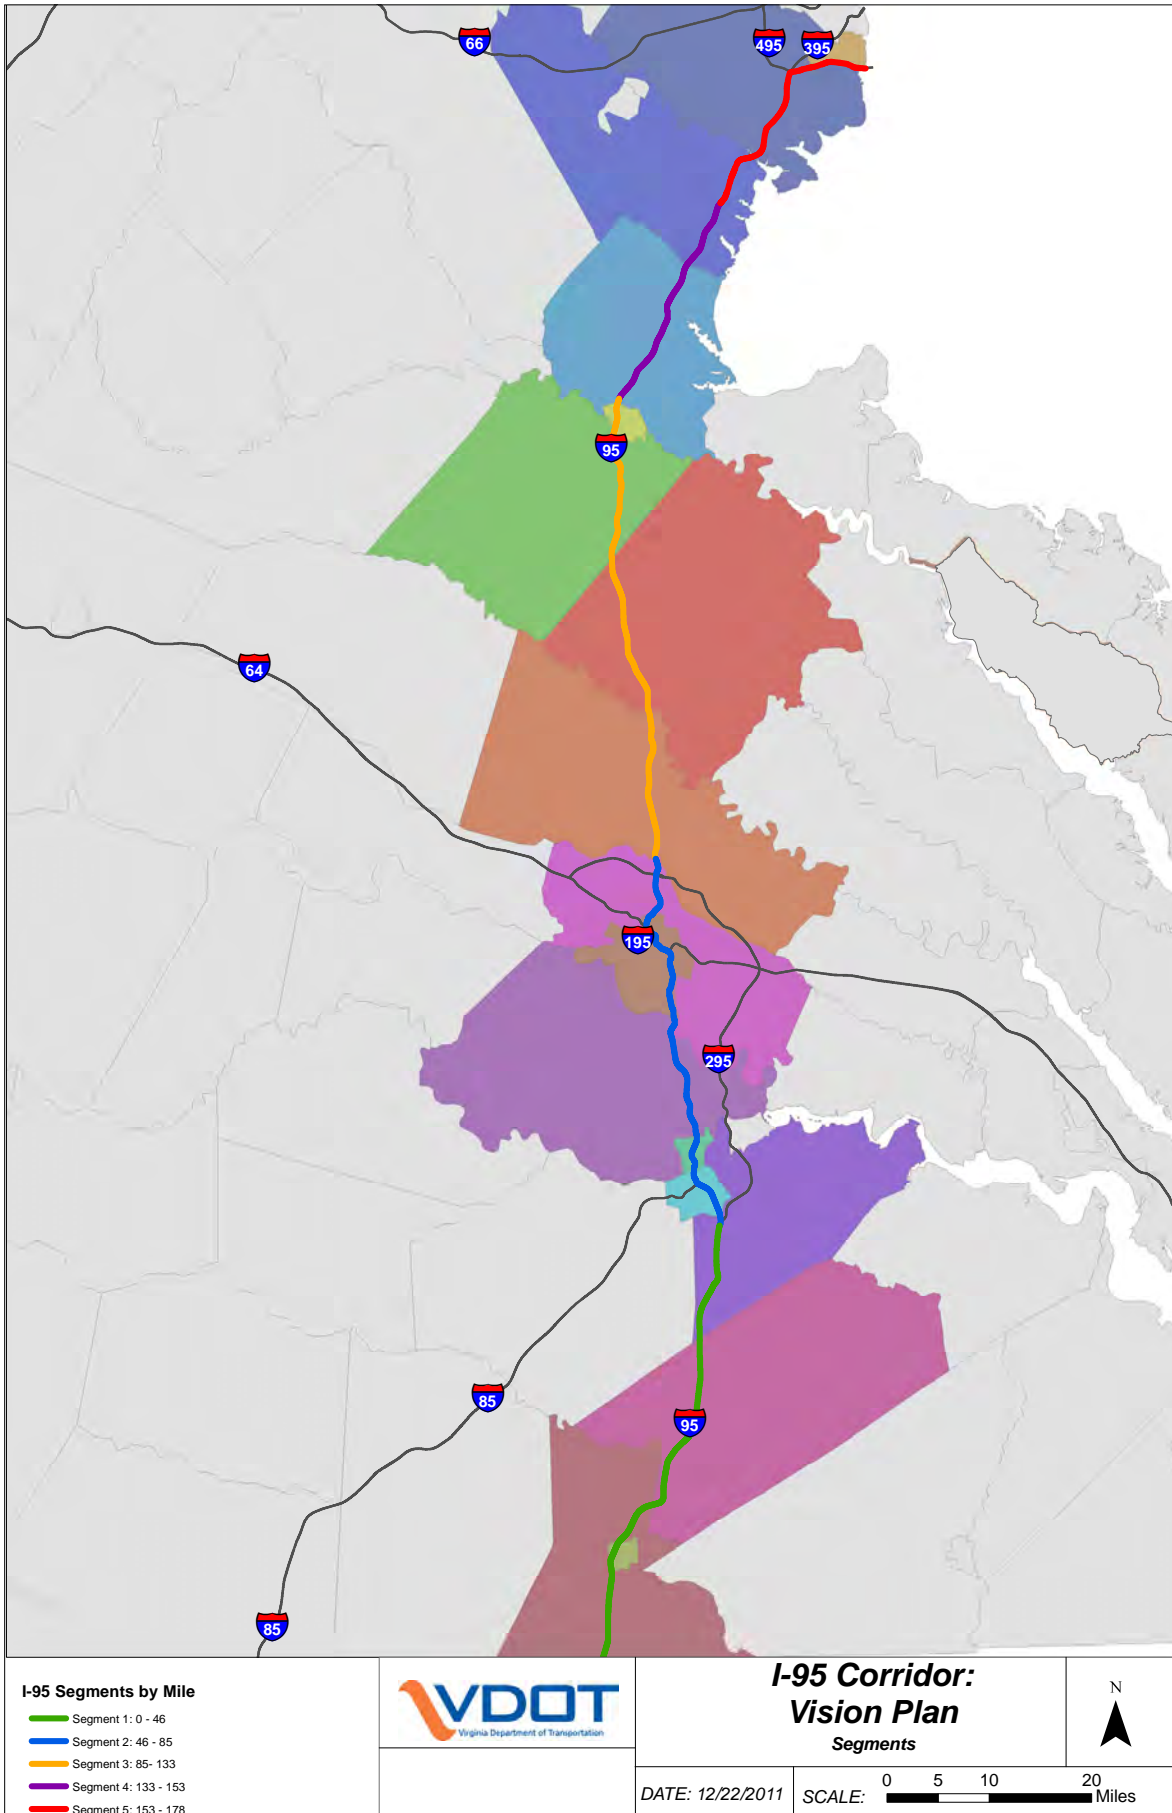 66
495
395
95
64
195
295
85
95
85
I-95 Segments by Mile
Segment 1: 0 - 46
Segment 2: 46 - 85
Segment 3: 85- 133
Segment 4: 133 - 153
Segment 5: 153 - 178
VDOT
Virginia Department of Transportation
I-95 Corridor:
Vision Plan
Segments
N
DATE: 12/22/2011
SCALE:
0 5 10 20
Miles